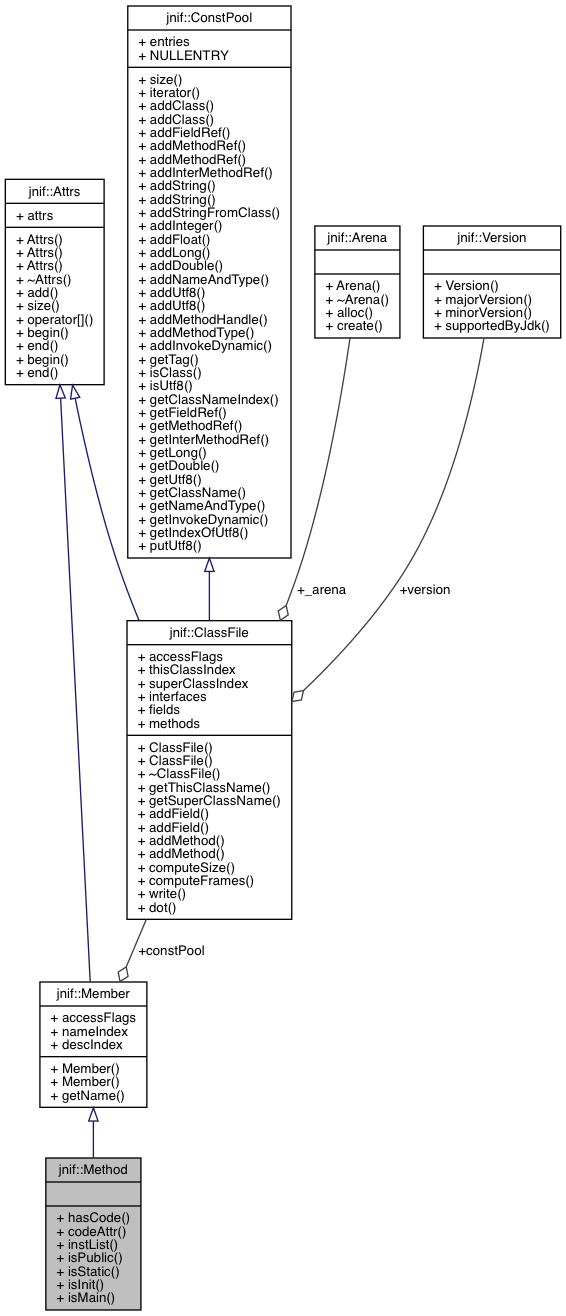 jnif::ConstPool
+ entries
+ NULLENTRY
+ size()
+ iterator()
+ addClass()
+ addClass()
+ addFieldRef()
+ addMethodRef()
+ addMethodRef()
+ addInterMethodRef()
+ addString()
+ addString()
+ addStringFromClass()
+ addInteger()
+ addFloat()
+ addLong()
+ addDouble()
+ addNameAndType()
+ addUtf8()
+ addUtf8()
+ addMethodHandle()
+ addMethodType()
+ addInvokeDynamic()
+ getTag()
+ isClass()
+ isUtf8()
+ getClassNameIndex()
+ getFieldRef()
+ getMethodRef()
+ getInterMethodRef()
+ getLong()
+ getDouble()
+ getUtf8()
+ getClassName()
+ getNameAndType()
+ getInvokeDynamic()
+ getIndexOfUtf8()
+ putUtf8()
jnif::Attrs
+ attrs
+ Attrs()
+ Attrs()
+ Attrs()
+ ~Attrs()
+ add()
+ size()
+ operator[]()
+ begin()
+ end()
+ begin()
+ end()
jnif::Arena
+ Arena()
+ ~Arena()
+ alloc()
+ create()
jnif::Version
+ Version()
+ majorVersion()
+ minorVersion()
+ supportedByJdk()
+_arena
+version
jnif::ClassFile
+ accessFlags
+ thisClassIndex
+ superClassIndex
+ interfaces
+ fields
+ methods
+ ClassFile()
+ ClassFile()
+ ~ClassFile()
+ getThisClassName()
+ getSuperClassName()
+ addField()
+ addField()
+ addMethod()
+ addMethod()
+ computeSize()
+ computeFrames()
+ write()
+ dot()
+constPool
jnif::Member
+ accessFlags
+ nameIndex
+ descIndex
+ Member()
+ Member()
+ getName()
jnif::Method
+ hasCode()
+ codeAttr()
+ instList()
+ isPublic()
+ isStatic()
+ isInit()
+ isMain()